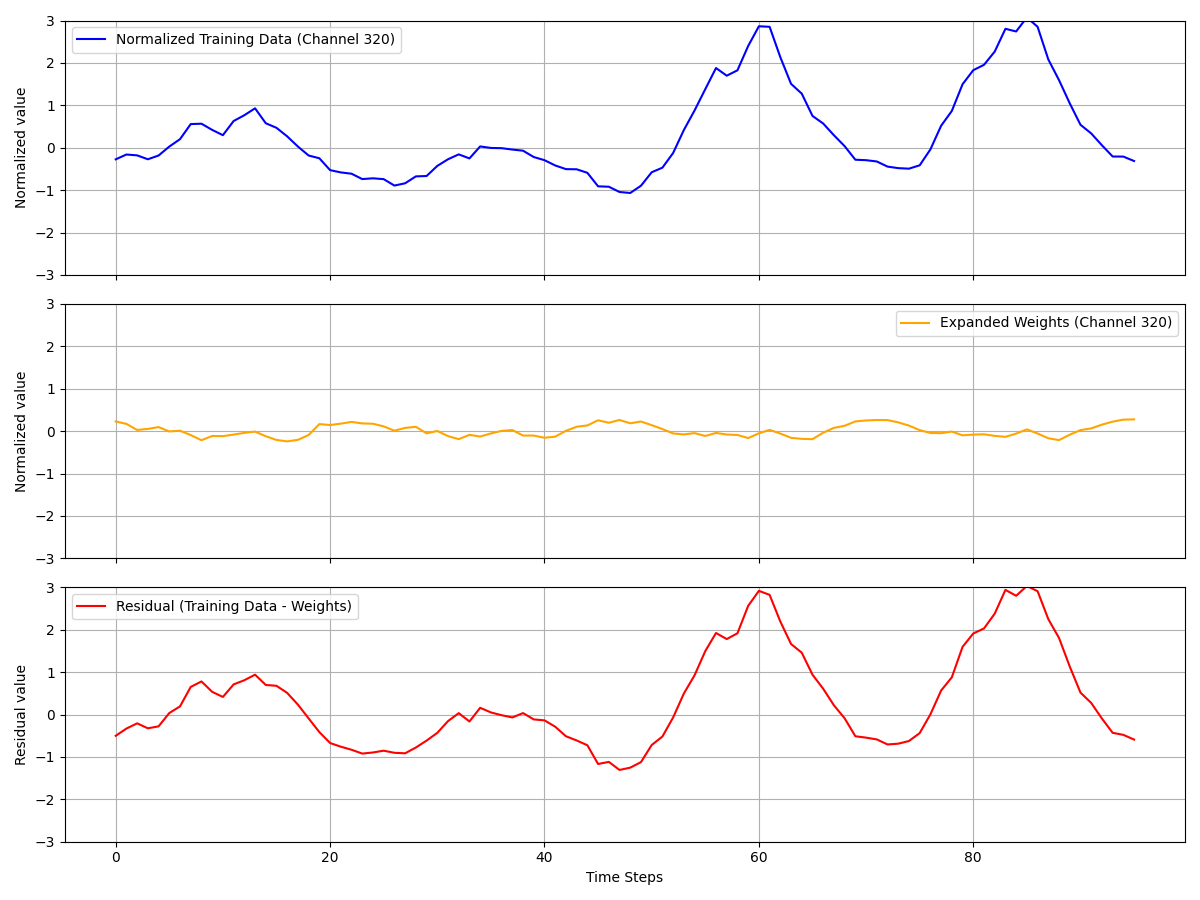 Normalized Training Data (Channel 320)
Normalized value
3
2
1
0
−1
−2
−3
Expanded Weights (Channel 320)
Normalized value
3
2
1
0
−1
−2
−3
Residual (Training Data - Weights)
Residual value
3
2
1
0
−1
−2
−3
0 20 40 60 80
Time Steps